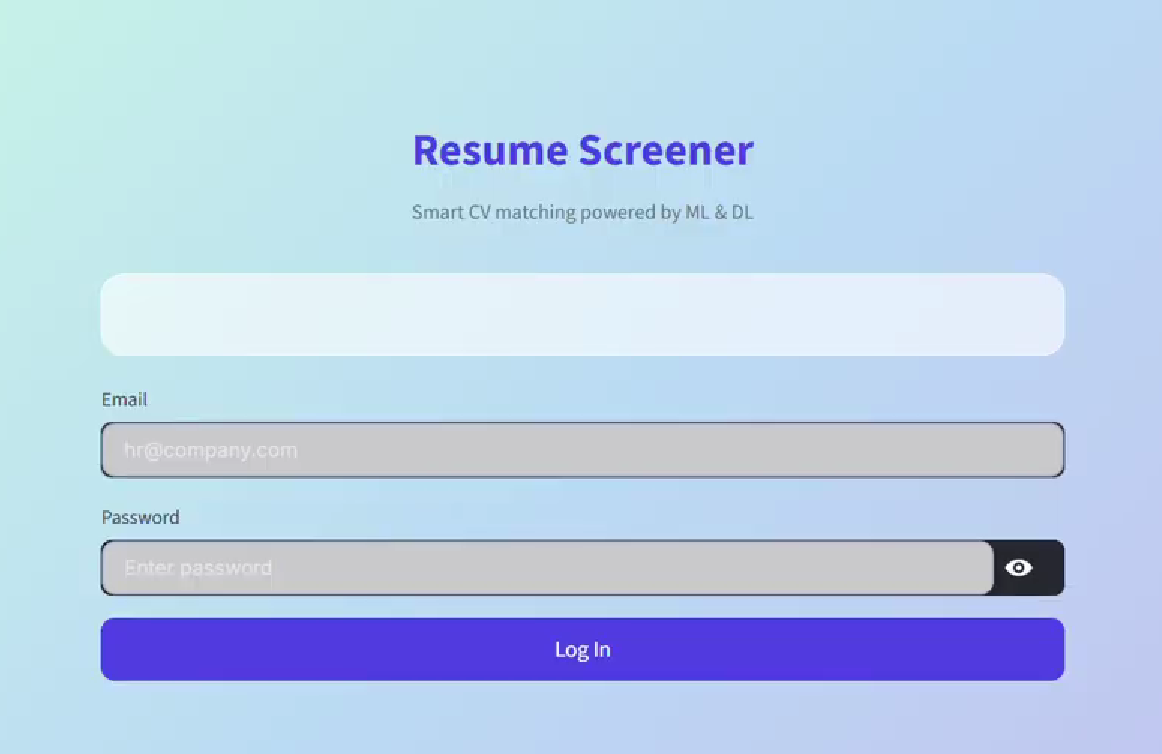 Resume Screener
Smart CV matching powered by ML & DL
Email
hr@company.com
Password
Enter password
Log In